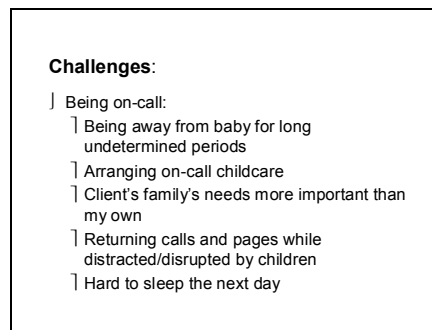 Challenges:
⌡ Being on-call:
⌉ Being away from baby for long
undetermined periods
⌉ Arranging on-call childcare
⌉ Client's family's needs more important than
my own
⌉ Returning calls and pages while
distracted/disrupted by children
⌉ Hard to sleep the next day